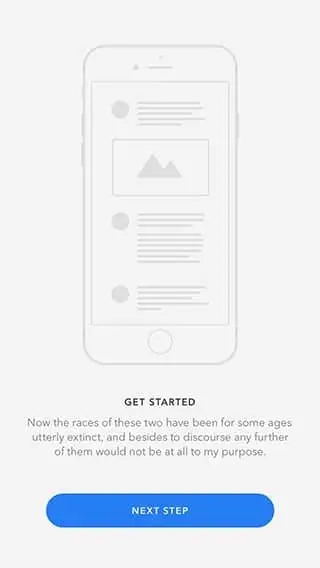 GET STARTED
Now the races of these two have been for some ages
utterly extinct, and besides to discourse any further
of them would not be at all to my purpose.
NEXT STEP